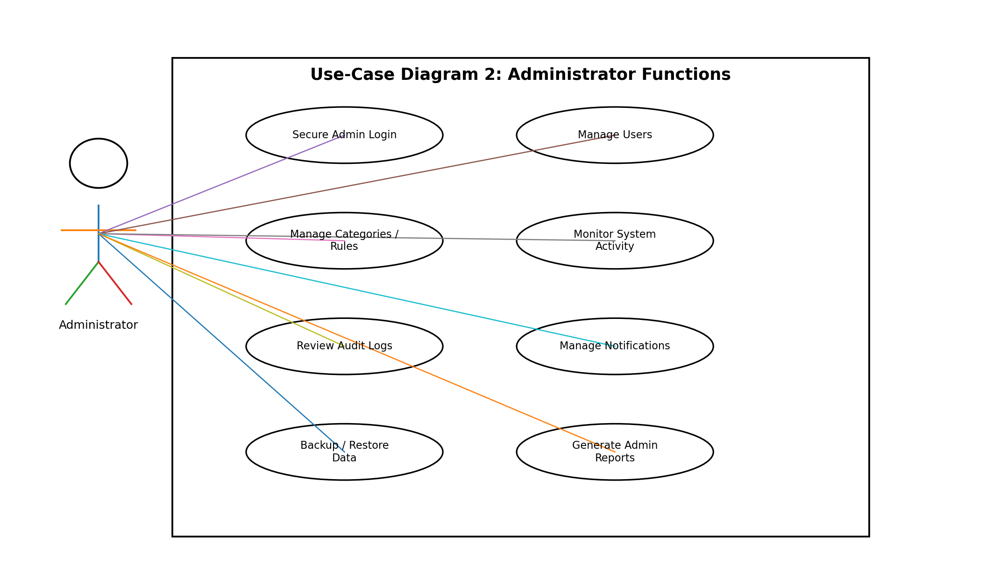 Use-Case Diagram 2: Administrator Functions
Secure Admin Login
Manage Users
Manage Categories /
Rules
Monitor System
Activity
Administrator
Review Audit Logs
Manage Notifications
Backup / Restore
Data
Generate Admin
Reports